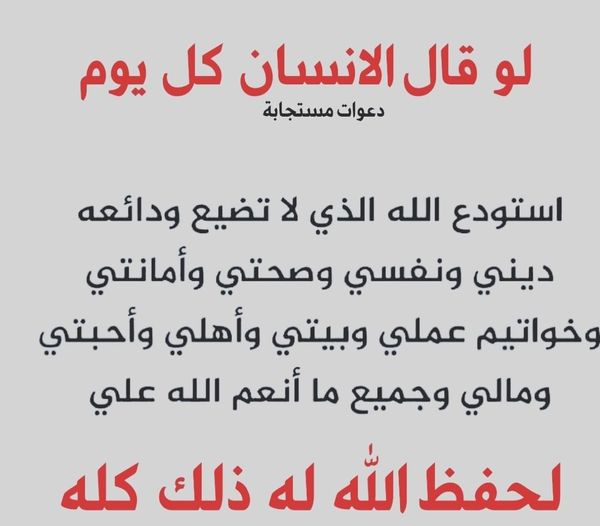 لو قال الانسان كل يوم
دعوات مستجابة
استودع الله الذي لا تضيع ودائعه
ديني ونفسي وصحتي وأمانتي
وخواتيم عملي وبيتي وأهلي وأحبتي
ومالي وجميع ما أنعم الله علي
لحفظ الله له ذلك كله